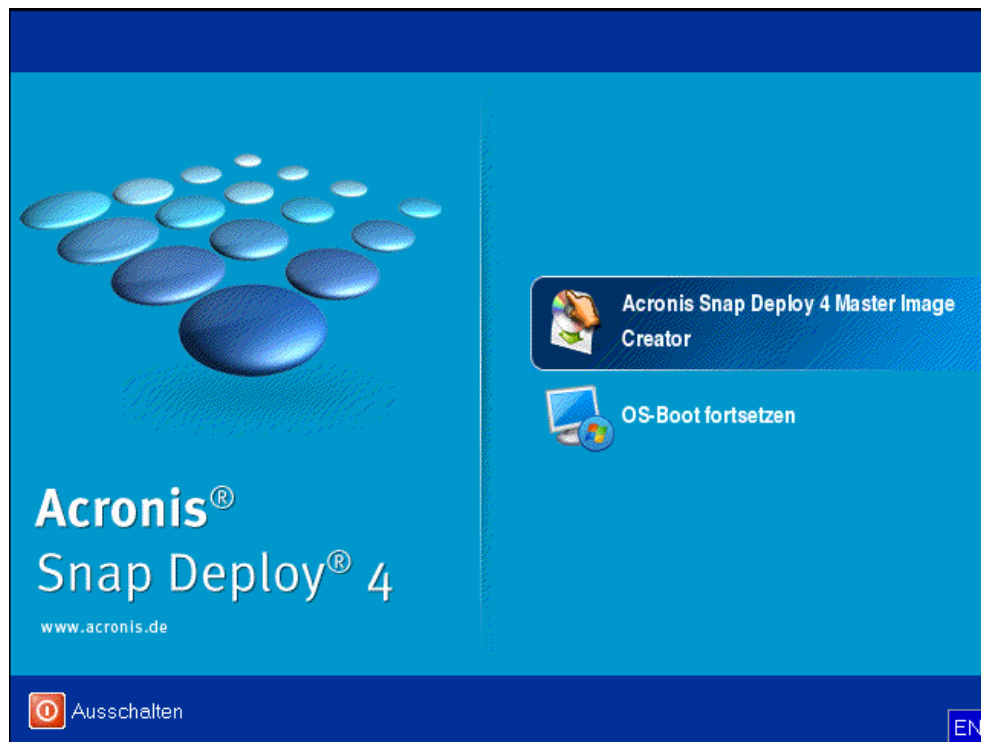 Acronis Snap Deploy 4 Master Image
Creator
OS-Boot fortsetzen
Acronis®
Snap Deploy® 4
www.acronis.de
Ausschalten
EN